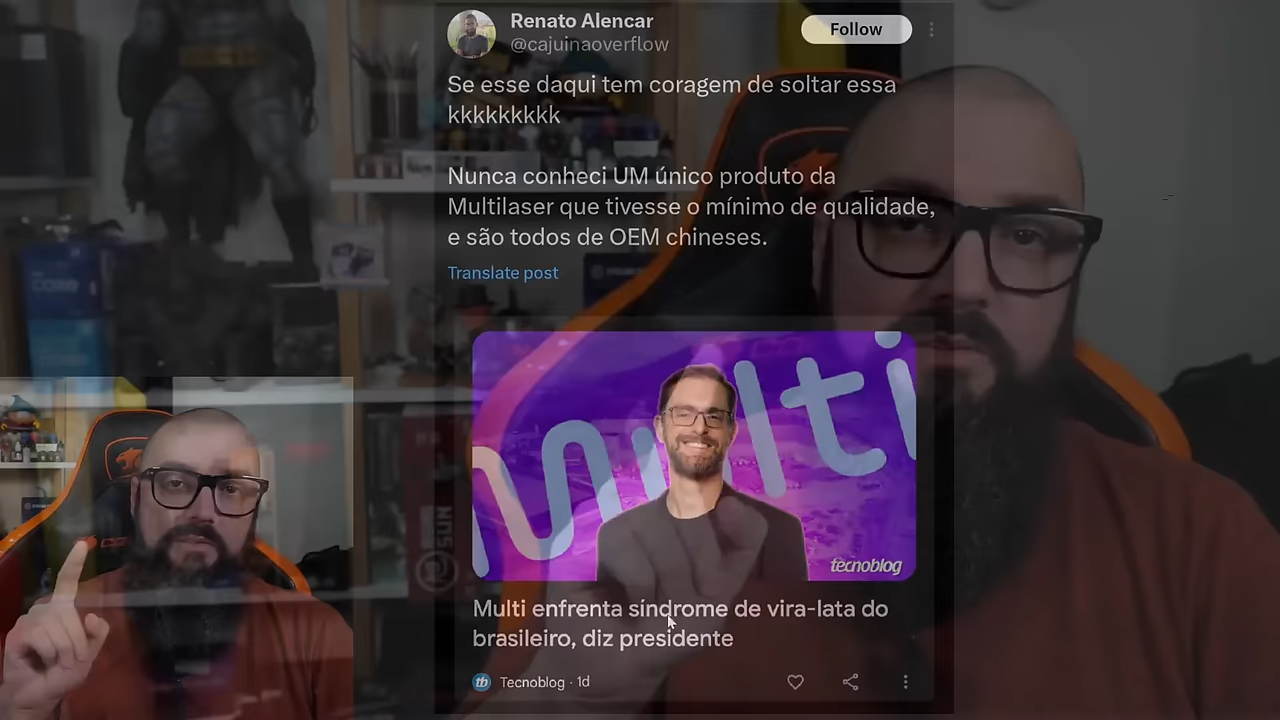 Renato Alencar
@cajuinaoverflow
Follow
Se esse daqui tem coragem de soltar essa
kkkkkkkkk
Nunca conheci UM único produto da
Multilaser que tivesse o mínimo de qualidade,
e são todos de OEM chineses.
Translate post
Multi
tecnoblog
Multi enfrenta síndrome de vira-lata do
brasileiro, diz presidente
tb Tecnoblog · 1d